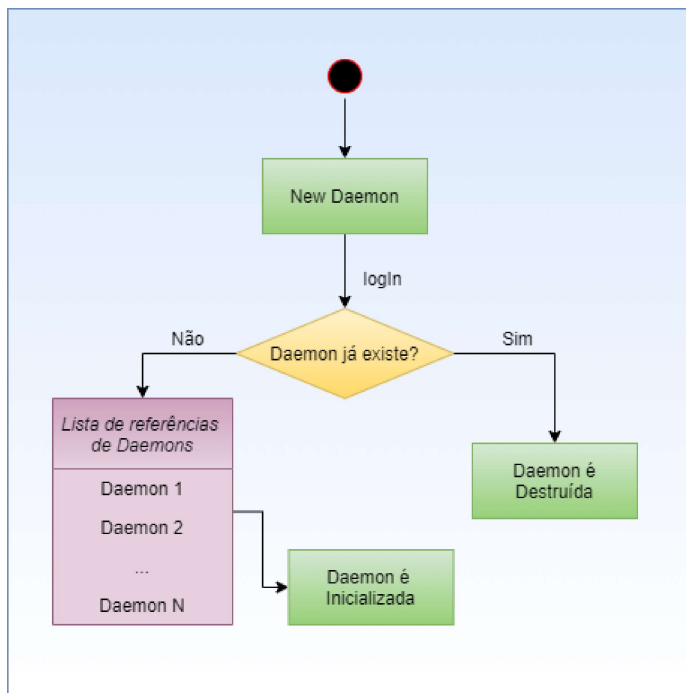 New Daemon
logIn
Daemon já existe?
Não
Sim
Lista de referências
de Daemons
Daemon 1
Daemon 2
...
Daemon N
Daemon é
Destruída
Daemon é
Inicializada